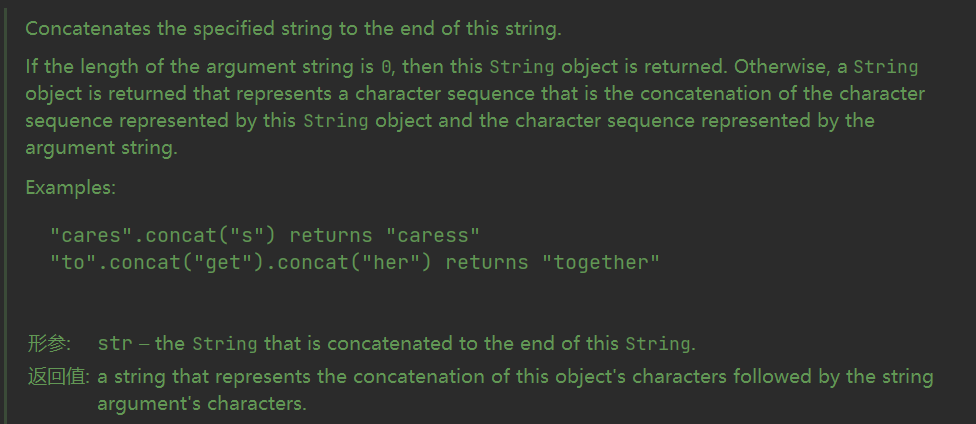 Concatenates the specified string to the end of this string.
If the length of the argument string is 0, then this String object is returned. Otherwise, a String
object is returned that represents a character sequence that is the concatenation of the character
sequence represented by this String object and the character sequence represented by the
argument string.
Examples:
"cares".concat("s") returns "caress"
"to".concat("get").concat("her") returns "together"
形参: str – the String that is concatenated to the end of this String.
返回值: a string that represents the concatenation of this object's characters followed by the string
argument's characters.